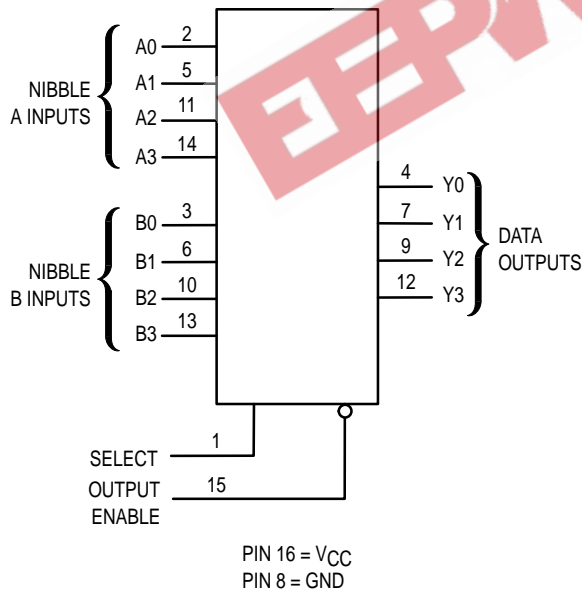 NIBBLE
A INPUTS
A0 2
A1 5
A2 11
A3 14
NIBBLE
B INPUTS
B0 3
B1 6
B2 10
B3 13
4 Y0
7 Y1
9 Y2
12 Y3
DATA
OUTPUTS
SELECT 1
OUTPUT
ENABLE 15
PIN 16 = VCC
PIN 8 = GND